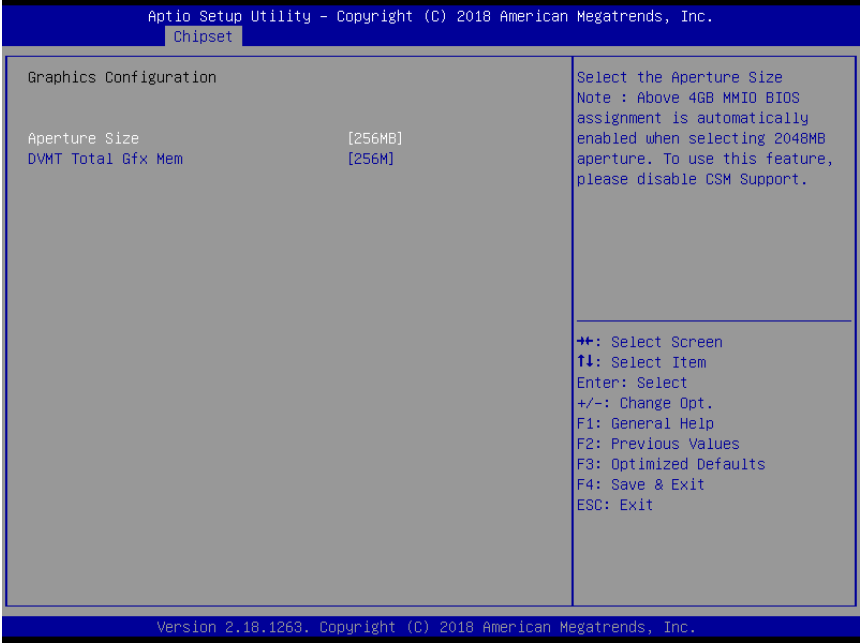 Aptio Setup Utility – Copyright (C) 2018 American Megatrends, Inc.
Chipset
Graphics Configuration
Aperture Size [256MB]
DVMT Total Gfx Mem [256M]
Select the Aperture Size
Note : Above 4GB MMIO BIOS
assignment is automatically
enabled when selecting 2048MB
aperture. To use this feature,
please disable CSM Support.
→←: Select Screen
↑↓: Select Item
Enter: Select
+/-: Change Opt.
F1: General Help
F2: Previous Values
F3: Optimized Defaults
F4: Save & Exit
ESC: Exit
Version 2.18.1263. Copyright (C) 2018 American Megatrends, Inc.